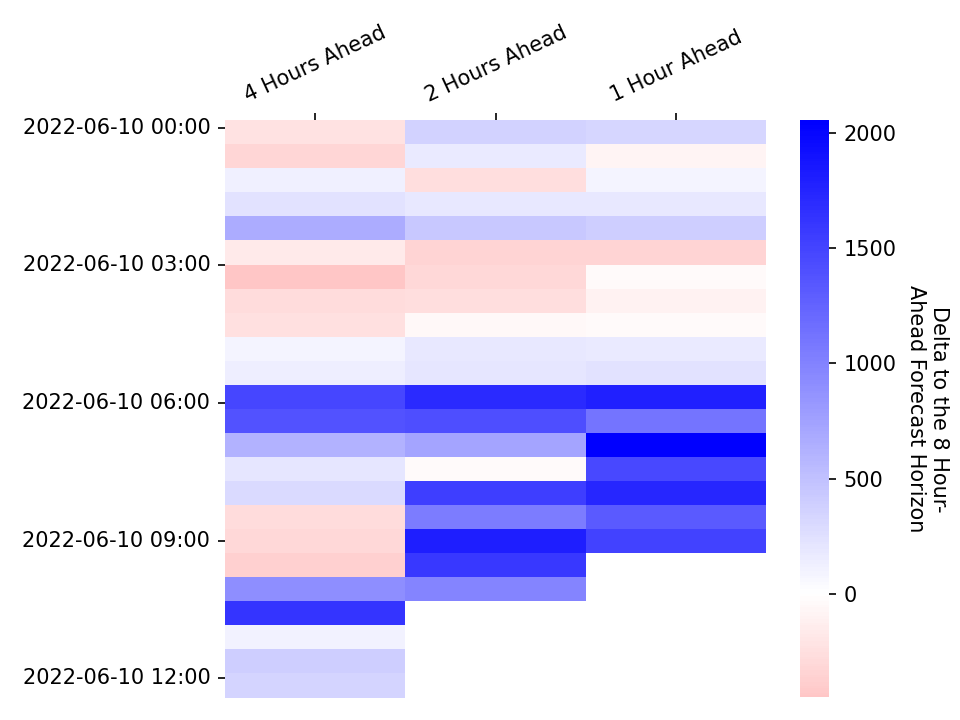 4 Hours Ahead
2 Hours Ahead
1 Hour Ahead
2022-06-10 00:00
2022-06-10 03:00
2022-06-10 06:00
2022-06-10 09:00
2022-06-10 12:00
2000
1500
1000
500
0
Delta to the 8 Hour-
Ahead Forecast Horizon